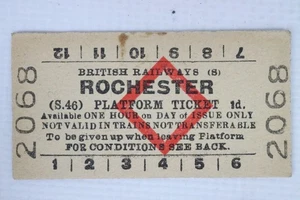 7 8 9 10 11 12
BRITISH RAILWAYS (S)
ROCHESTER
(S.46) PLATFORM TICKET 1d.
Available ONE HOUR on DAY of ISSUE ONLY
NOT VALID IN TRAINS NOT TRANSFERABLE
To be given up when leaving Platform
FOR CONDITIONS SEE BACK.
1 2 3 4 5 6
2068
2068